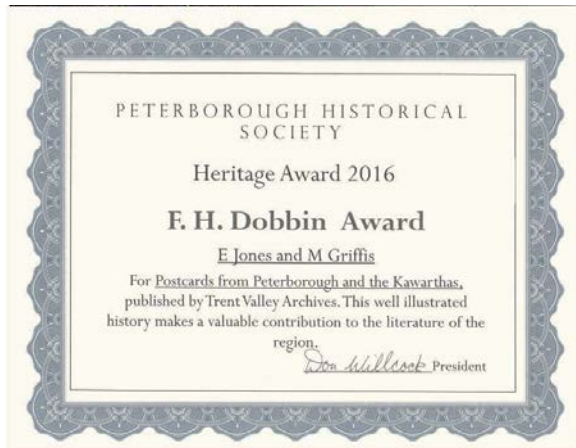 PETERBOROUGH HISTORICAL
SOCIETY
Heritage Award 2016
F. H. Dobbin Award
E Jones and M Griffis
For Postcards from Peterborough and the Kawarthas,
published by Trent Valley Archives. This well illustrated
history makes a valuable contribution to the literature of the
region.
Don Willcock President